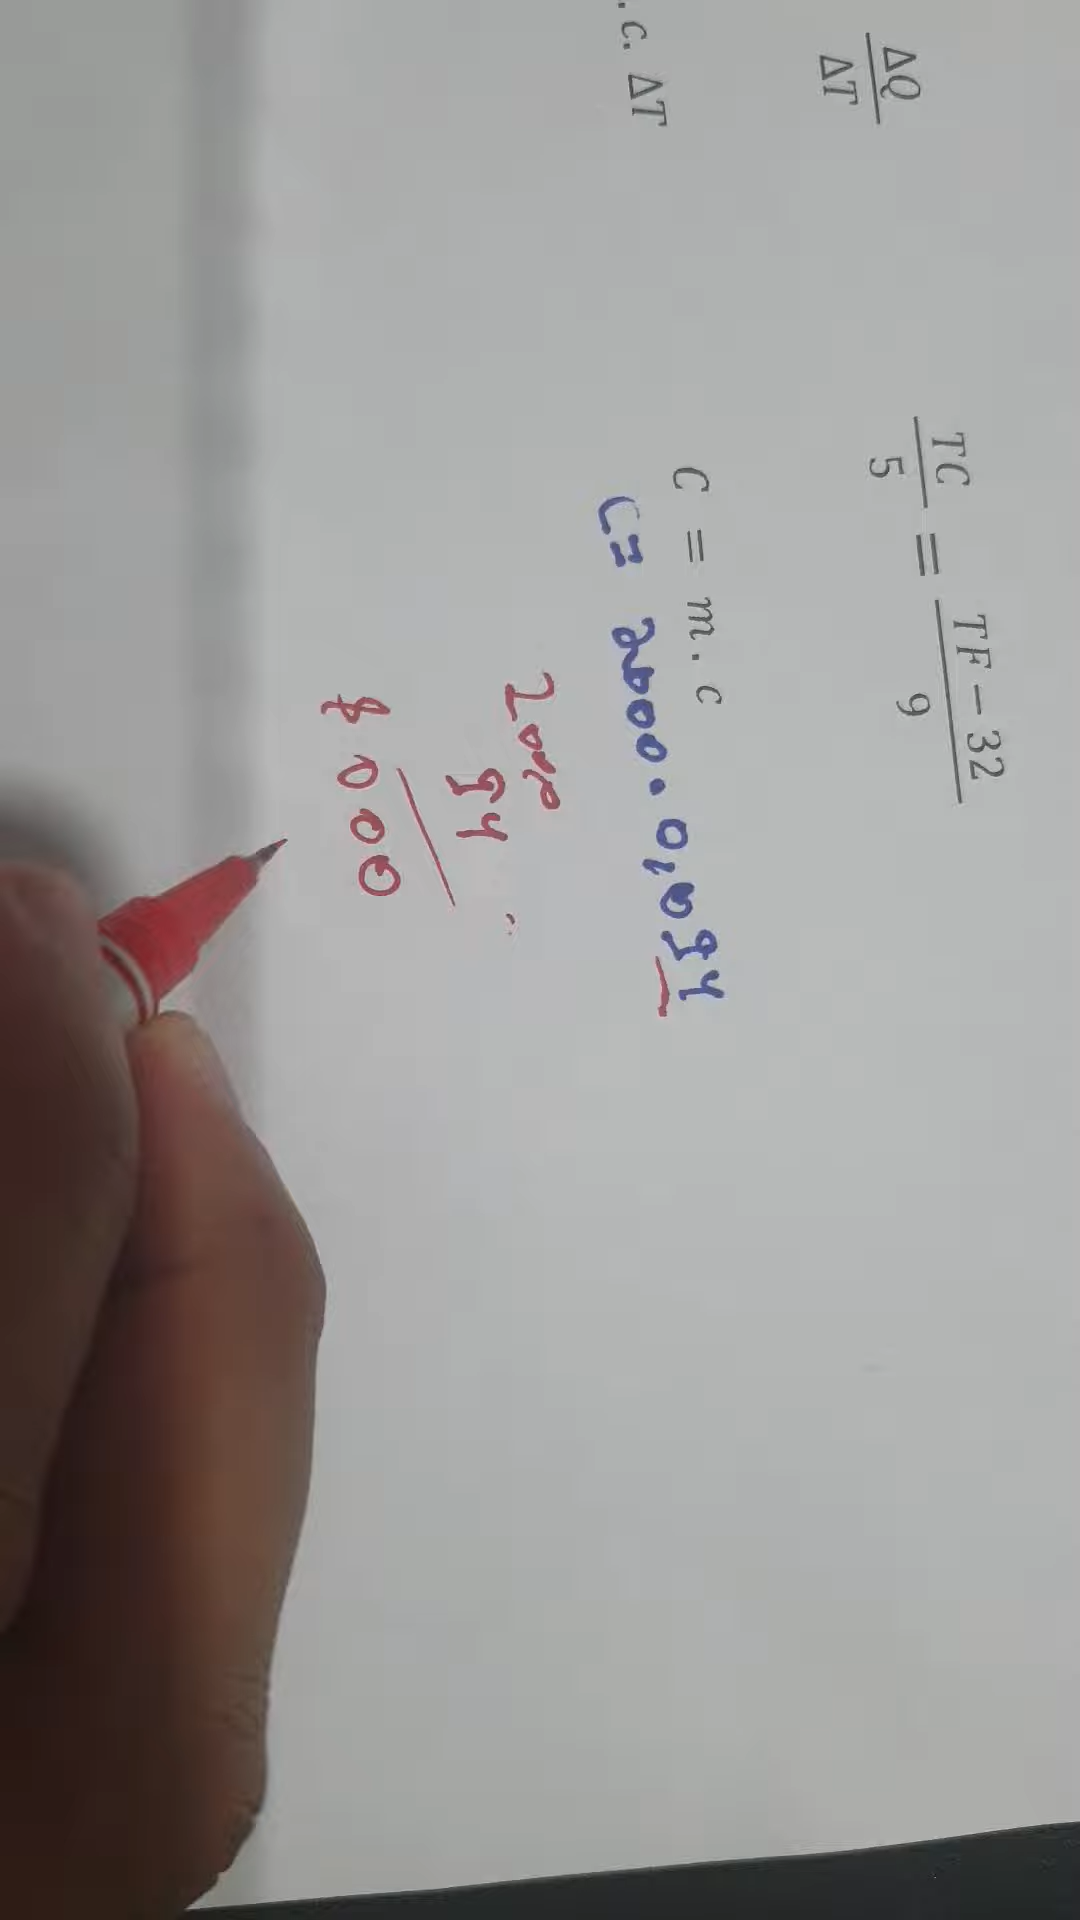 ΔQ
ΔT
TC = TF − 32
5 9
.c. ΔT
C = m . c
C = 2000 . 0,094
2000
94
8000